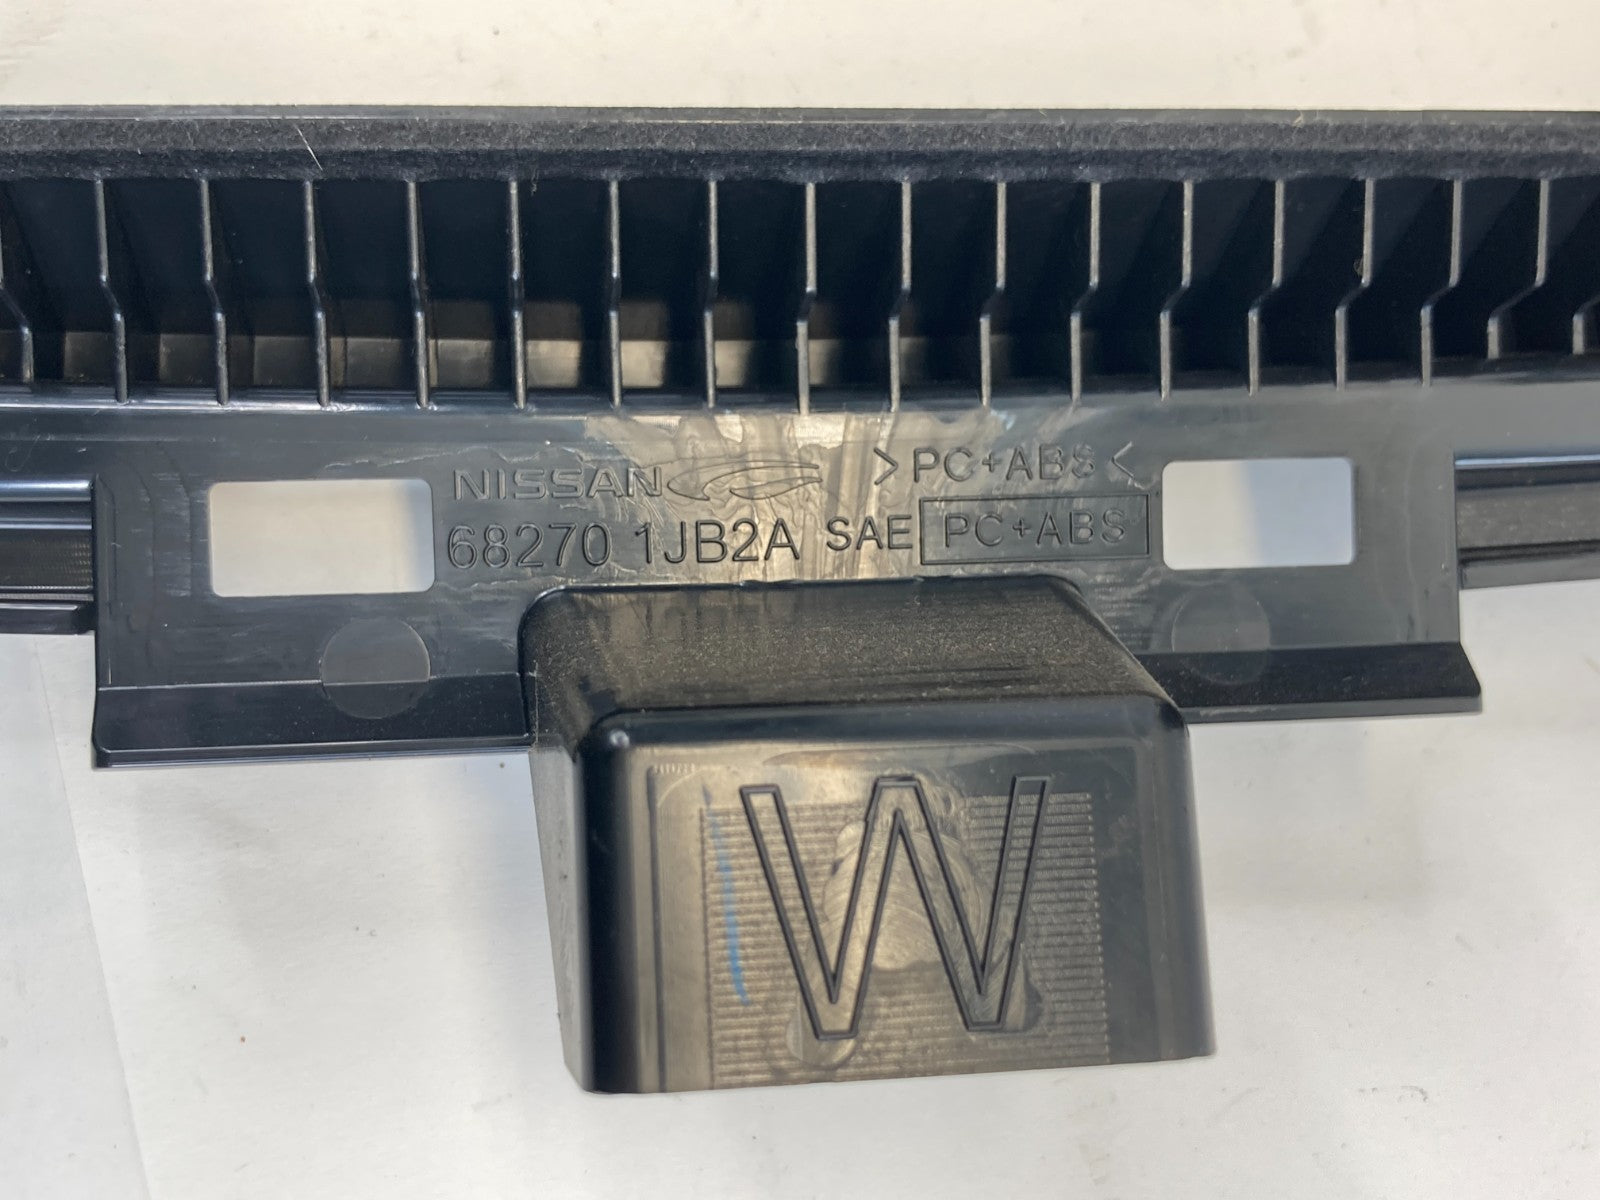 NISSAN >PC+ABS<
68270 1JB2A SAE PC+ABS
W